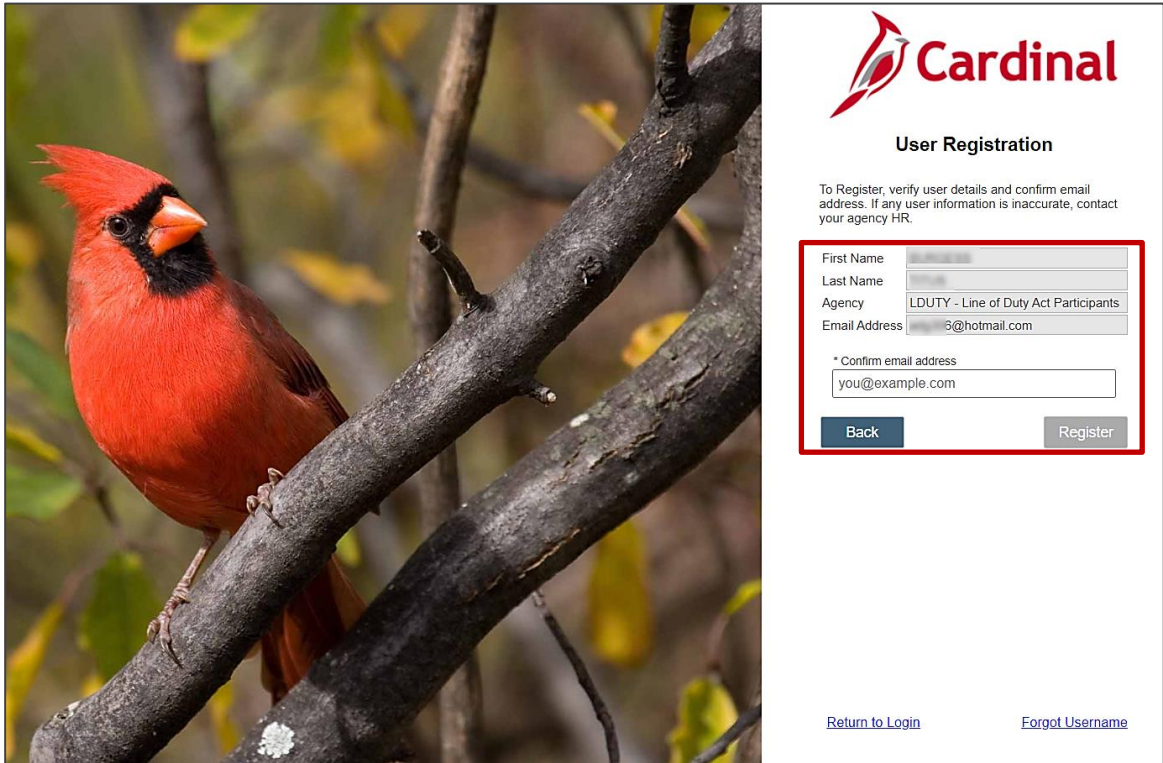 Cardinal
User Registration
To Register, verify user details and confirm email
address. If any user information is inaccurate, contact
your agency HR.
First Name
Last Name
Agency LDUTY - Line of Duty Act Participants
Email Address 6@hotmail.com
* Confirm email address
you@example.com
Back Register
Return to Login Forgot Username